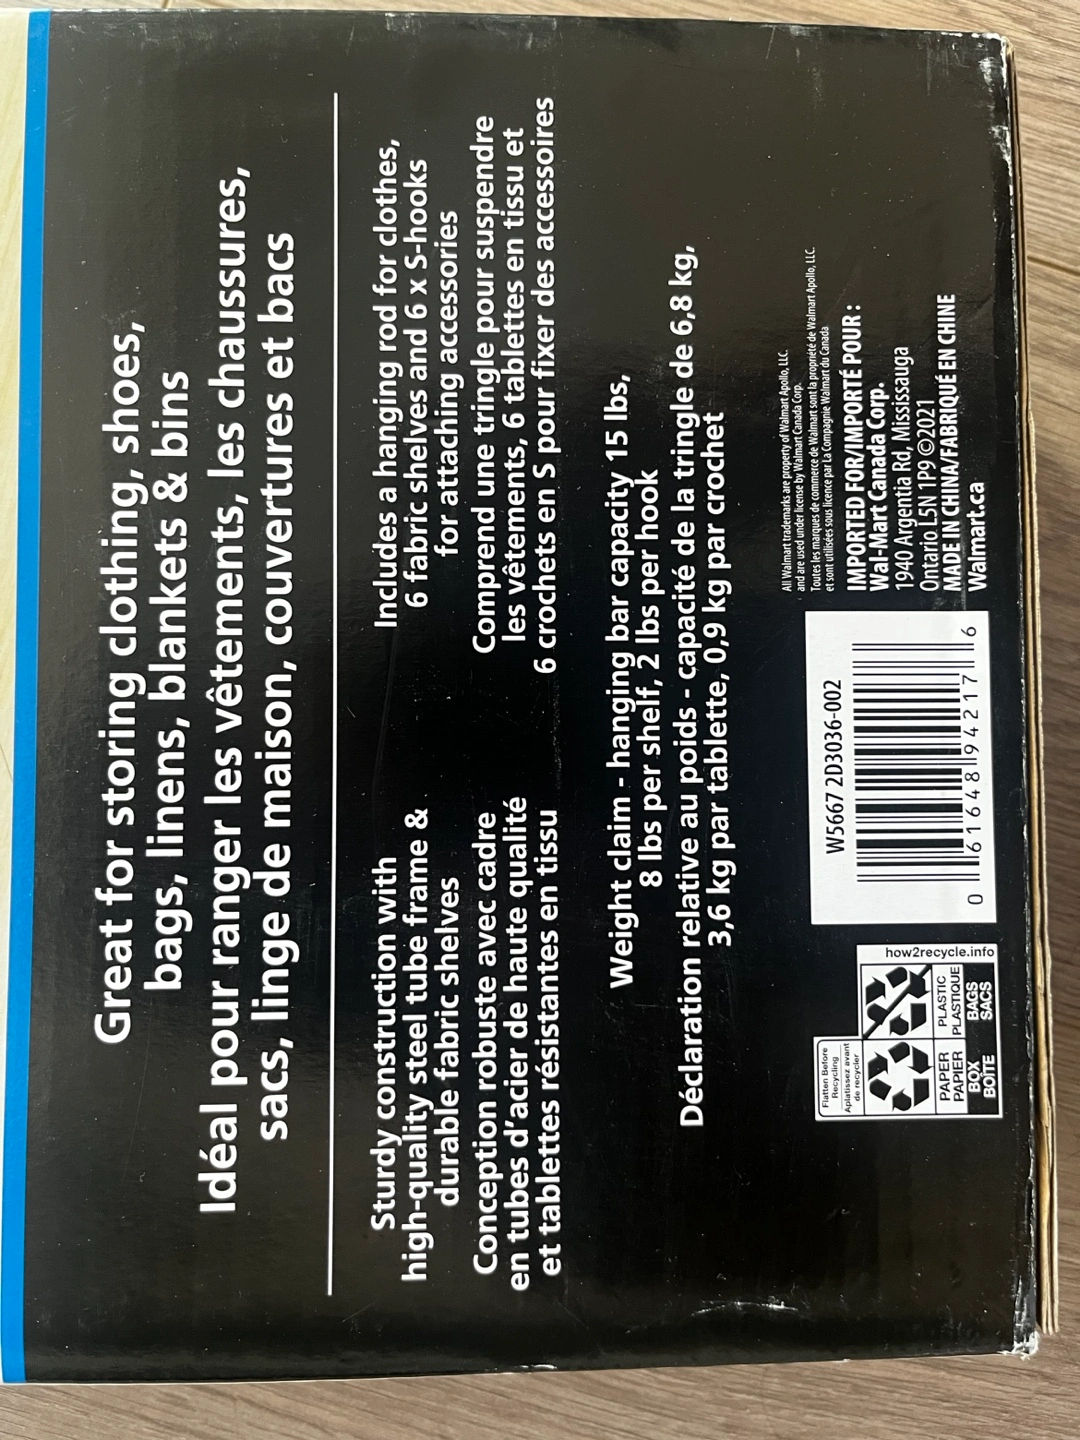 Great for storing clothing, shoes,
bags, linens, blankets & bins
Idéal pour ranger les vêtements, les chaussures,
sacs, linge de maison, couvertures et bacs
Sturdy construction with
high-quality steel tube frame &
durable fabric shelves
Conception robuste avec cadre
en tubes d'acier de haute qualité
et tablettes résistantes en tissu
Includes a hanging rod for clothes,
6 fabric shelves and 6 x S-hooks
for attaching accessories
Comprend une tringle pour suspendre
les vêtements, 6 tablettes en tissu et
6 crochets en S pour fixer des accessoires
Weight claim - hanging bar capacity 15 lbs,
8 lbs per shelf, 2 lbs per hook
Déclaration relative au poids - capacité de la tringle de 6,8 kg,
3,6 kg par tablette, 0,9 kg par crochet
Flatten Before
Recycling
Aplatissez avant
de recycler
PAPER
PAPIER
BOX
BOÎTE
PLASTIC
PLASTIQUE
BAGS
SACS
how2recycle.info
W5667 2D3036-002
0 61648 94217 6
All Walmart trademarks are property of Walmart Apollo, LLC.
and are used under license by Walmart Canada Corp.
Toutes les marques de commerce de Walmart sont la propriété de Walmart Apollo, LLC.
et sont utilisées sous licence par La Compagnie Walmart du Canada
IMPORTED FOR/IMPORTÉ POUR :
Wal-Mart Canada Corp.
1940 Argentia Rd, Mississauga
Ontario L5N 1P9 ©2021
MADE IN CHINA/FABRIQUÉ EN CHINE
Walmart.ca